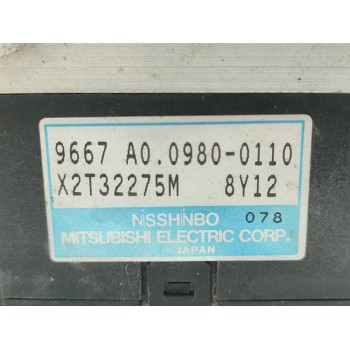 9667 A0.0980-0110
X2T32275M 8Y12
NISSHINBO 078
MITSUBISHI ELECTRIC CORP.
JAPAN